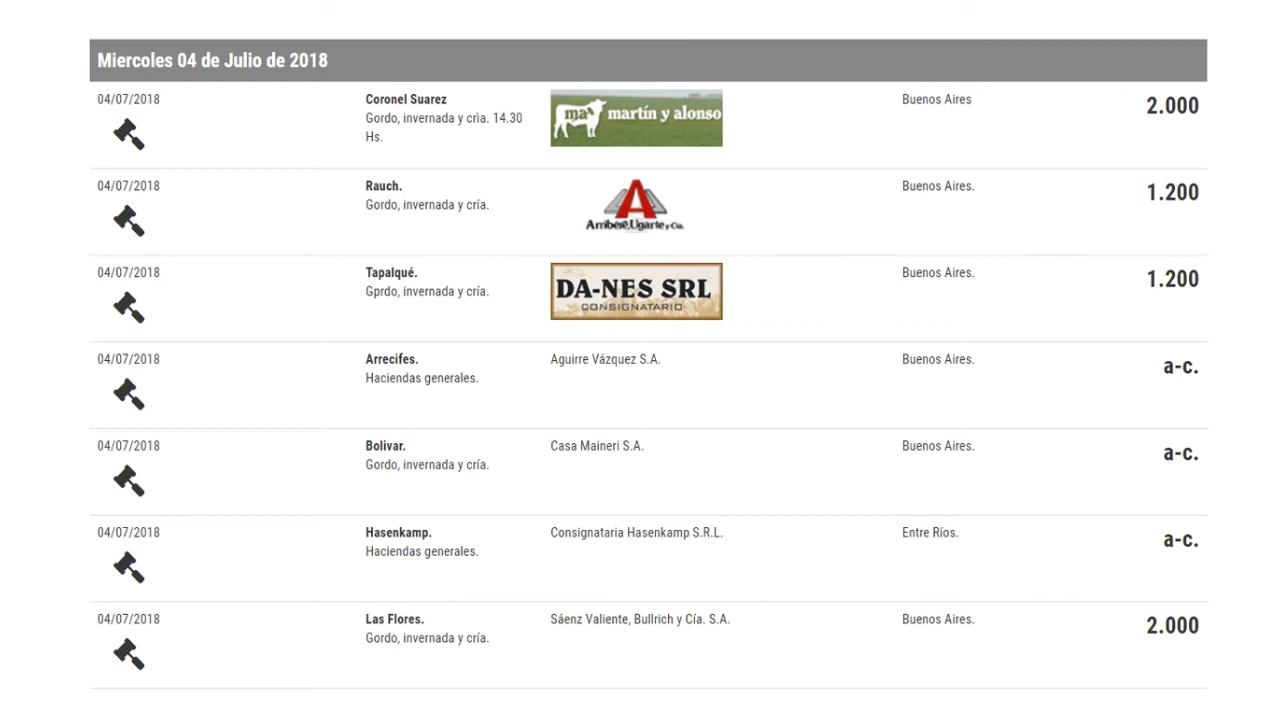 Miercoles 04 de Julio de 2018
04/07/2018
Coronel Suarez
Gordo, invernada y cria. 14.30
Hs.
ma
martín y alonso
Buenos Aires
2.000
04/07/2018
Rauch.
Gordo, invernada y cría.
A
Arribére, Ugarte y Cia.
Buenos Aires.
1.200
04/07/2018
Tapalqué.
Gprdo, invernada y cría.
DA-NES SRL
CONSIGNATARIO
Buenos Aires.
1.200
04/07/2018
Arrecifes.
Haciendas generales.
Aguirre Vázquez S.A.
Buenos Aires.
a-c.
04/07/2018
Bolivar.
Gordo, invernada y cría.
Casa Maineri S.A.
Buenos Aires.
a-c.
04/07/2018
Hasenkamp.
Haciendas generales.
Consignataria Hasenkamp S.R.L.
Entre Ríos.
a-c.
04/07/2018
Las Flores.
Gordo, invernada y cría.
Sáenz Valiente, Bullrich y Cía. S.A.
Buenos Aires.
2.000